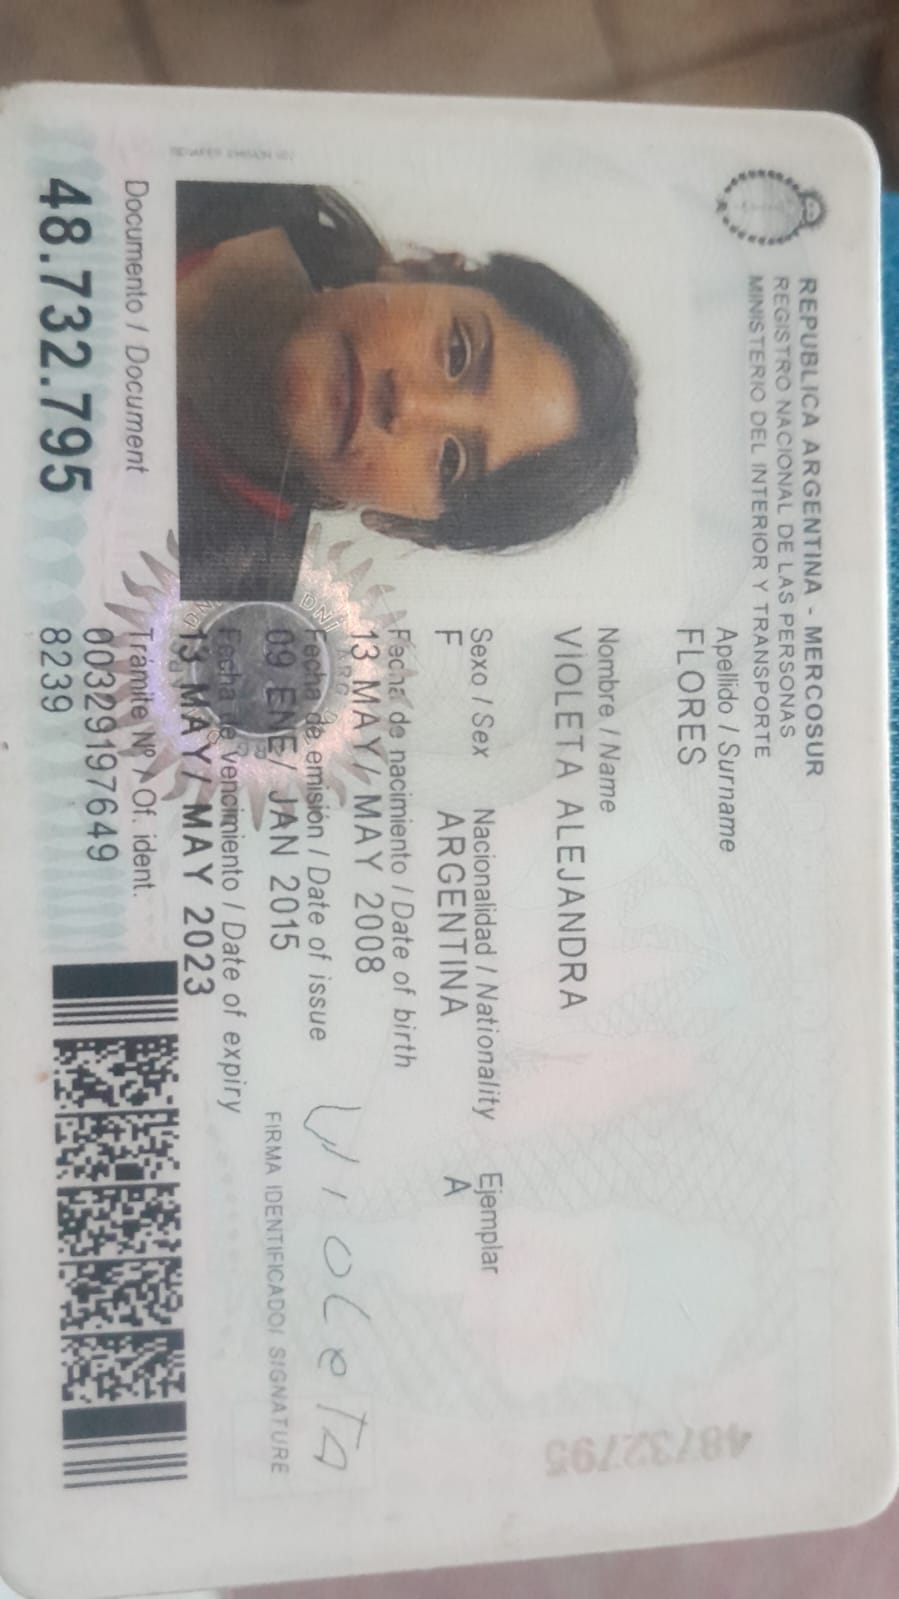 REPUBLICA ARGENTINA - MERCOSUR
REGISTRO NACIONAL DE LAS PERSONAS
MINISTERIO DEL INTERIOR Y TRANSPORTE
Apellido / Surname
FLORES
Nombre / Name
VIOLETA ALEJANDRA
Sexo / Sex Nacionalidad / Nationality Ejemplar
F ARGENTINA A
Fecha de nacimiento / Date of birth
13 MAY/ MAY 2008
Fecha de emisión / Date of issue
09 ENE/ JAN 2015
Fecha de vencimiento / Date of expiry
13 MAY/ MAY 2023
Violeta
FIRMA IDENTIFICADO/ SIGNATURE
Documento / Document
48.732.795
Trámite Nº / Of. ident.
00329197649
8239
DNI
48732795